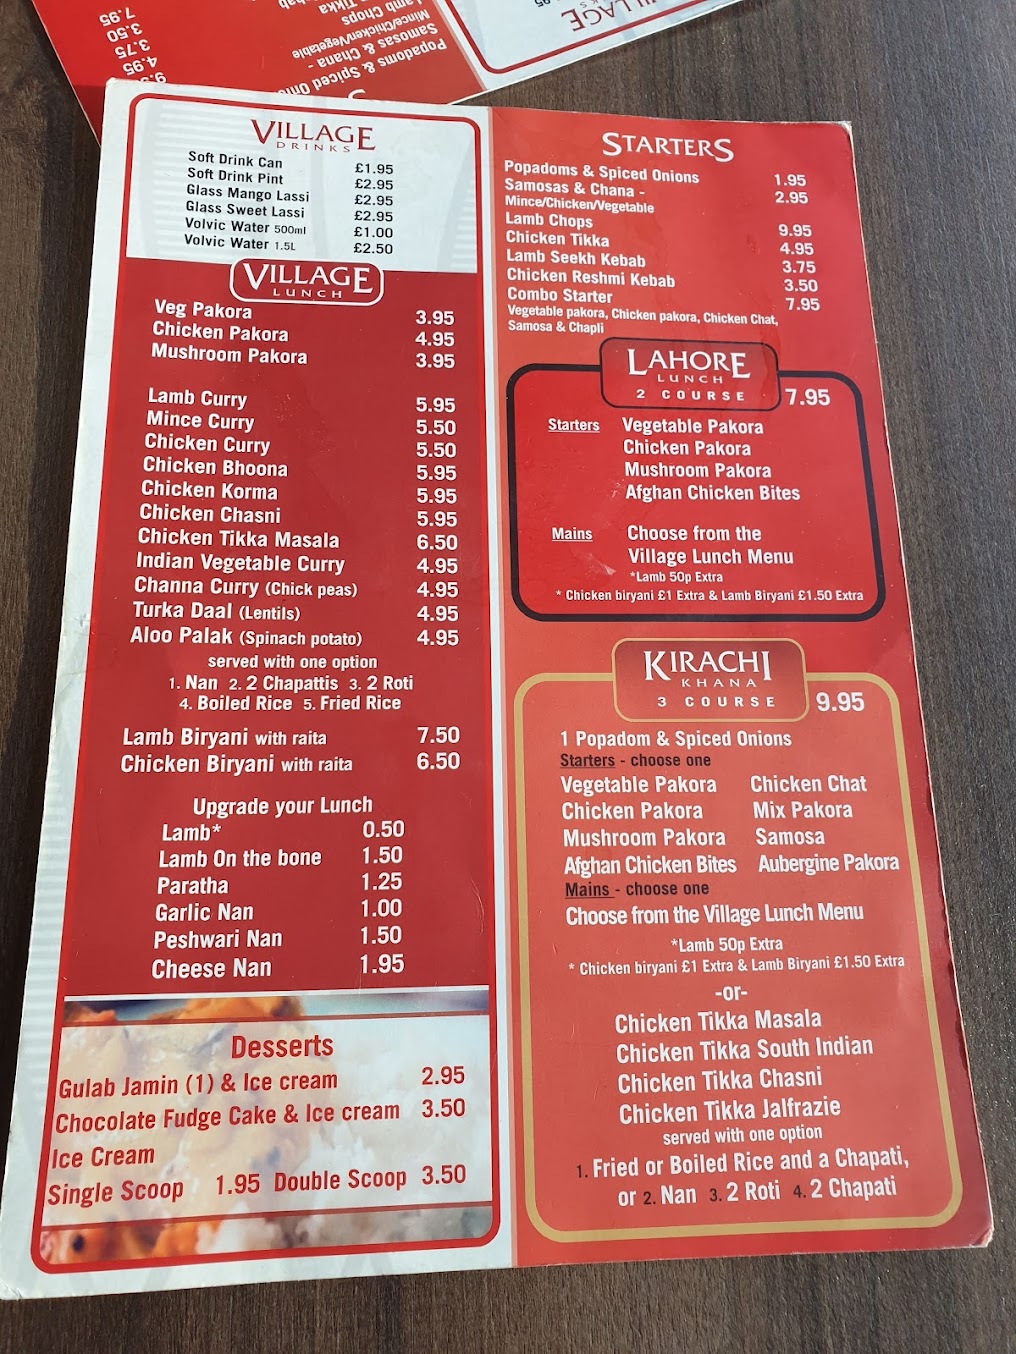 VILLAGE
DRINKS
Soft Drink Can £1.95
Soft Drink Pint £2.95
Glass Mango Lassi £2.95
Glass Sweet Lassi £2.95
Volvic Water 500ml £1.00
Volvic Water 1.5L £2.50
VILLAGE
LUNCH
Veg Pakora 3.95
Chicken Pakora 4.95
Mushroom Pakora 3.95
Lamb Curry 5.95
Mince Curry 5.50
Chicken Curry 5.50
Chicken Bhoona 5.95
Chicken Korma 5.95
Chicken Chasni 5.95
Chicken Tikka Masala 6.50
Indian Vegetable Curry 4.95
Channa Curry (Chick peas) 4.95
Turka Daal (Lentils) 4.95
Aloo Palak (Spinach potato) 4.95
served with one option
1. Nan 2. 2 Chapattis 3. 2 Roti
4. Boiled Rice 5. Fried Rice
Lamb Biryani with raita 7.50
Chicken Biryani with raita 6.50
Upgrade your Lunch
Lamb* 0.50
Lamb On the bone 1.50
Paratha 1.25
Garlic Nan 1.00
Peshwari Nan 1.50
Cheese Nan 1.95
Desserts
Gulab Jamin (1) & Ice cream 2.95
Chocolate Fudge Cake & Ice cream 3.50
Ice Cream
Single Scoop 1.95 Double Scoop 3.50
STARTERS
Popadoms & Spiced Onions 1.95
Samosas & Chana - 2.95
Mince/Chicken/Vegetable
Lamb Chops 9.95
Chicken Tikka 4.95
Lamb Seekh Kebab 3.75
Chicken Reshmi Kebab 3.50
Combo Starter 7.95
Vegetable pakora, Chicken pakora, Chicken Chat,
Samosa & Chapli
LAHORE
LUNCH
2 COURSE 7.95
Starters Vegetable Pakora
Chicken Pakora
Mushroom Pakora
Afghan Chicken Bites
Mains Choose from the
Village Lunch Menu
*Lamb 50p Extra
* Chicken biryani £1 Extra & Lamb Biryani £1.50 Extra
KIRACHI
KHANA
3 COURSE 9.95
1 Popadom & Spiced Onions
Starters - choose one
Vegetable Pakora Chicken Chat
Chicken Pakora Mix Pakora
Mushroom Pakora Samosa
Afghan Chicken Bites Aubergine Pakora
Mains - choose one
Choose from the Village Lunch Menu
*Lamb 50p Extra
* Chicken biryani £1 Extra & Lamb Biryani £1.50 Extra
-or-
Chicken Tikka Masala
Chicken Tikka South Indian
Chicken Tikka Chasni
Chicken Tikka Jalfrazie
served with one option
1. Fried or Boiled Rice and a Chapati,
or 2. Nan 3. 2 Roti 4. 2 Chapati
Popadoms & Spiced
Samosas & Chana -
Mince/Chicken/Vegetable
Chops
Tikka
4.95
3.75
3.50
7.95
VILLAGE